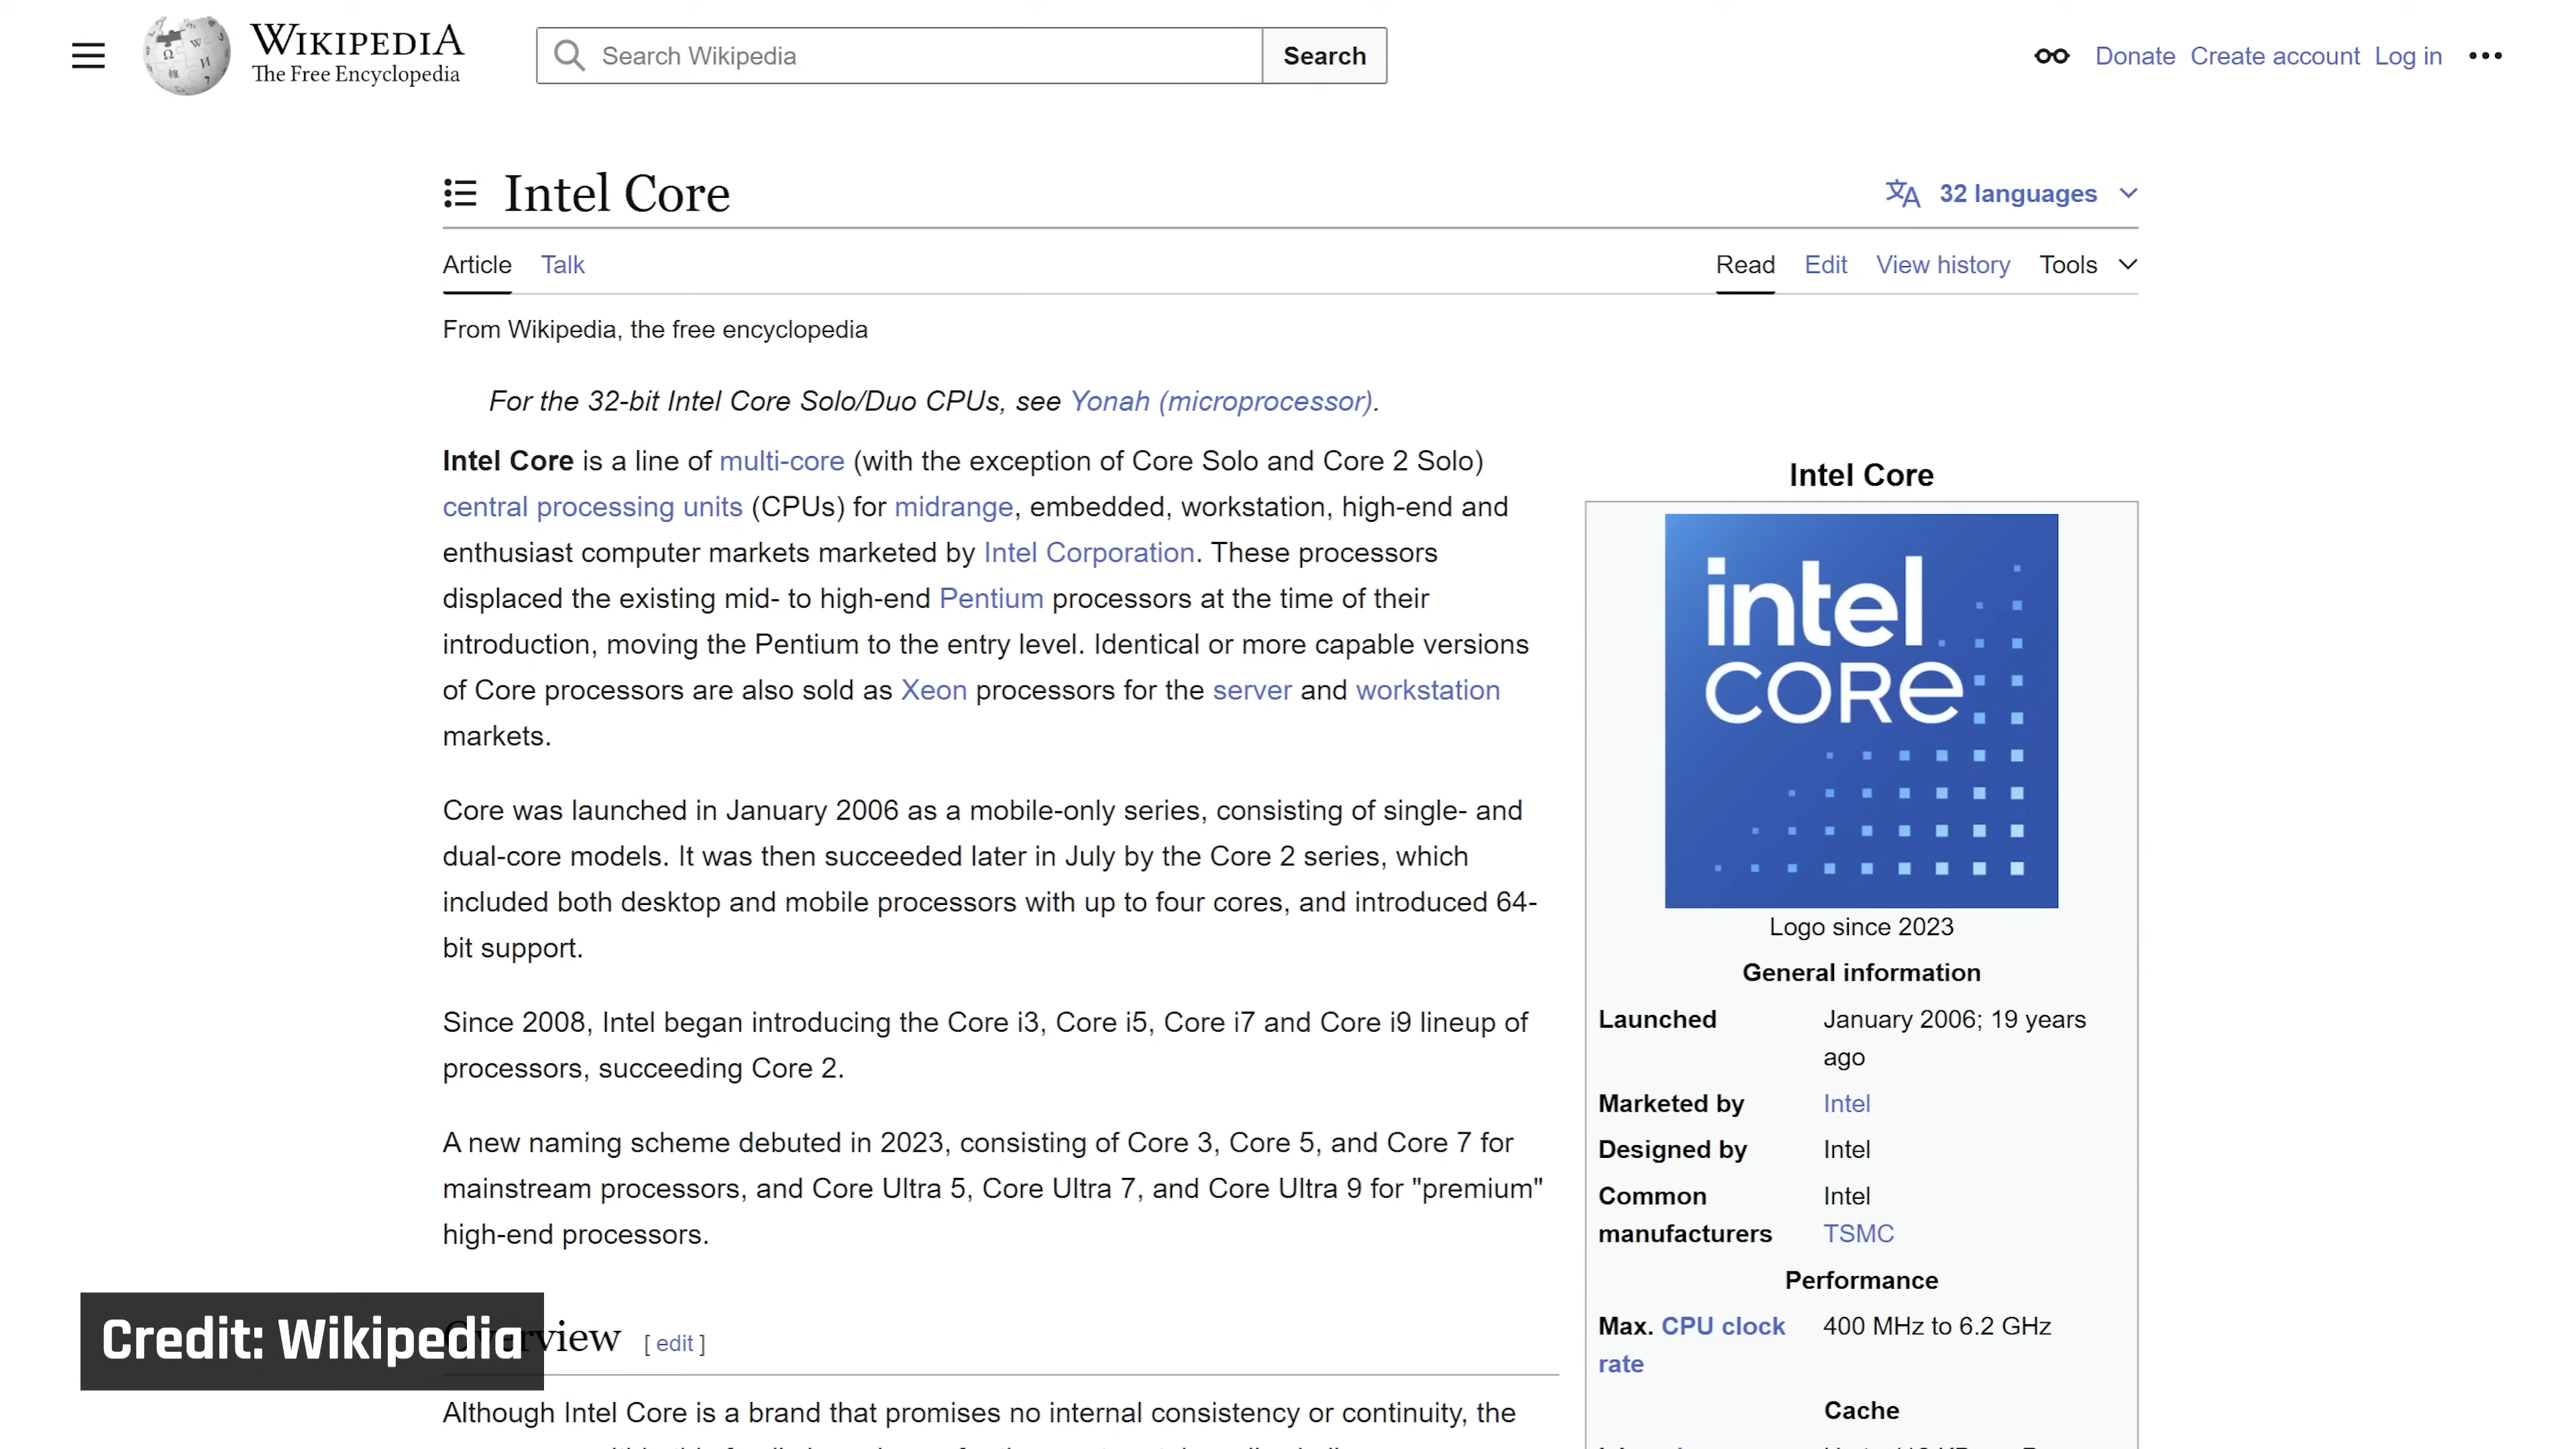 WIKIPEDIA
The Free Encyclopedia
Search Wikipedia
Search
Donate Create account Log in
Intel Core
32 languages
Article Talk
Read Edit View history Tools
From Wikipedia, the free encyclopedia
For the 32-bit Intel Core Solo/Duo CPUs, see Yonah (microprocessor).
Intel Core is a line of multi-core (with the exception of Core Solo and Core 2 Solo)
central processing units (CPUs) for midrange, embedded, workstation, high-end and
enthusiast computer markets marketed by Intel Corporation. These processors
displaced the existing mid- to high-end Pentium processors at the time of their
introduction, moving the Pentium to the entry level. Identical or more capable versions
of Core processors are also sold as Xeon processors for the server and workstation
markets.
Core was launched in January 2006 as a mobile-only series, consisting of single- and
dual-core models. It was then succeeded later in July by the Core 2 series, which
included both desktop and mobile processors with up to four cores, and introduced 64-
bit support.
Since 2008, Intel began introducing the Core i3, Core i5, Core i7 and Core i9 lineup of
processors, succeeding Core 2.
A new naming scheme debuted in 2023, consisting of Core 3, Core 5, and Core 7 for
mainstream processors, and Core Ultra 5, Core Ultra 7, and Core Ultra 9 for "premium"
high-end processors.
Overview [ edit ]
Although Intel Core is a brand that promises no internal consistency or continuity, the
Intel Core
intel
CORe
Logo since 2023
General information
Launched January 2006; 19 years
ago
Marketed by Intel
Designed by Intel
Common Intel
manufacturers TSMC
Performance
Max. CPU clock 400 MHz to 6.2 GHz
rate
Cache
Credit: Wikipedia